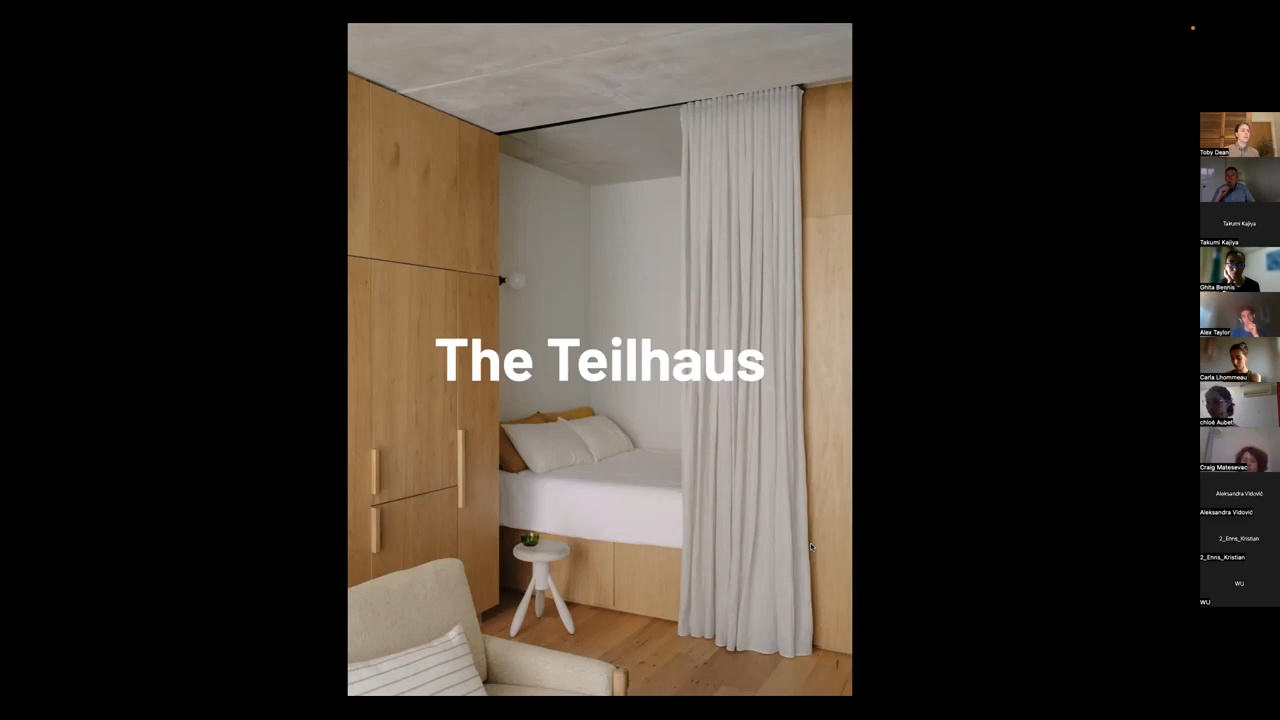 The Teilhaus
Toby Dean
Takumi Kajiya
Takumi Kajiya
Ghita Bennis
Alex Taylor
Carla Lhommeau
chloé Aubet
Craig Matesevac
Aleksandra Vidović
Aleksandra Vidović
2_Enns_Kristian
2_Enns_Kristian
WU
WU